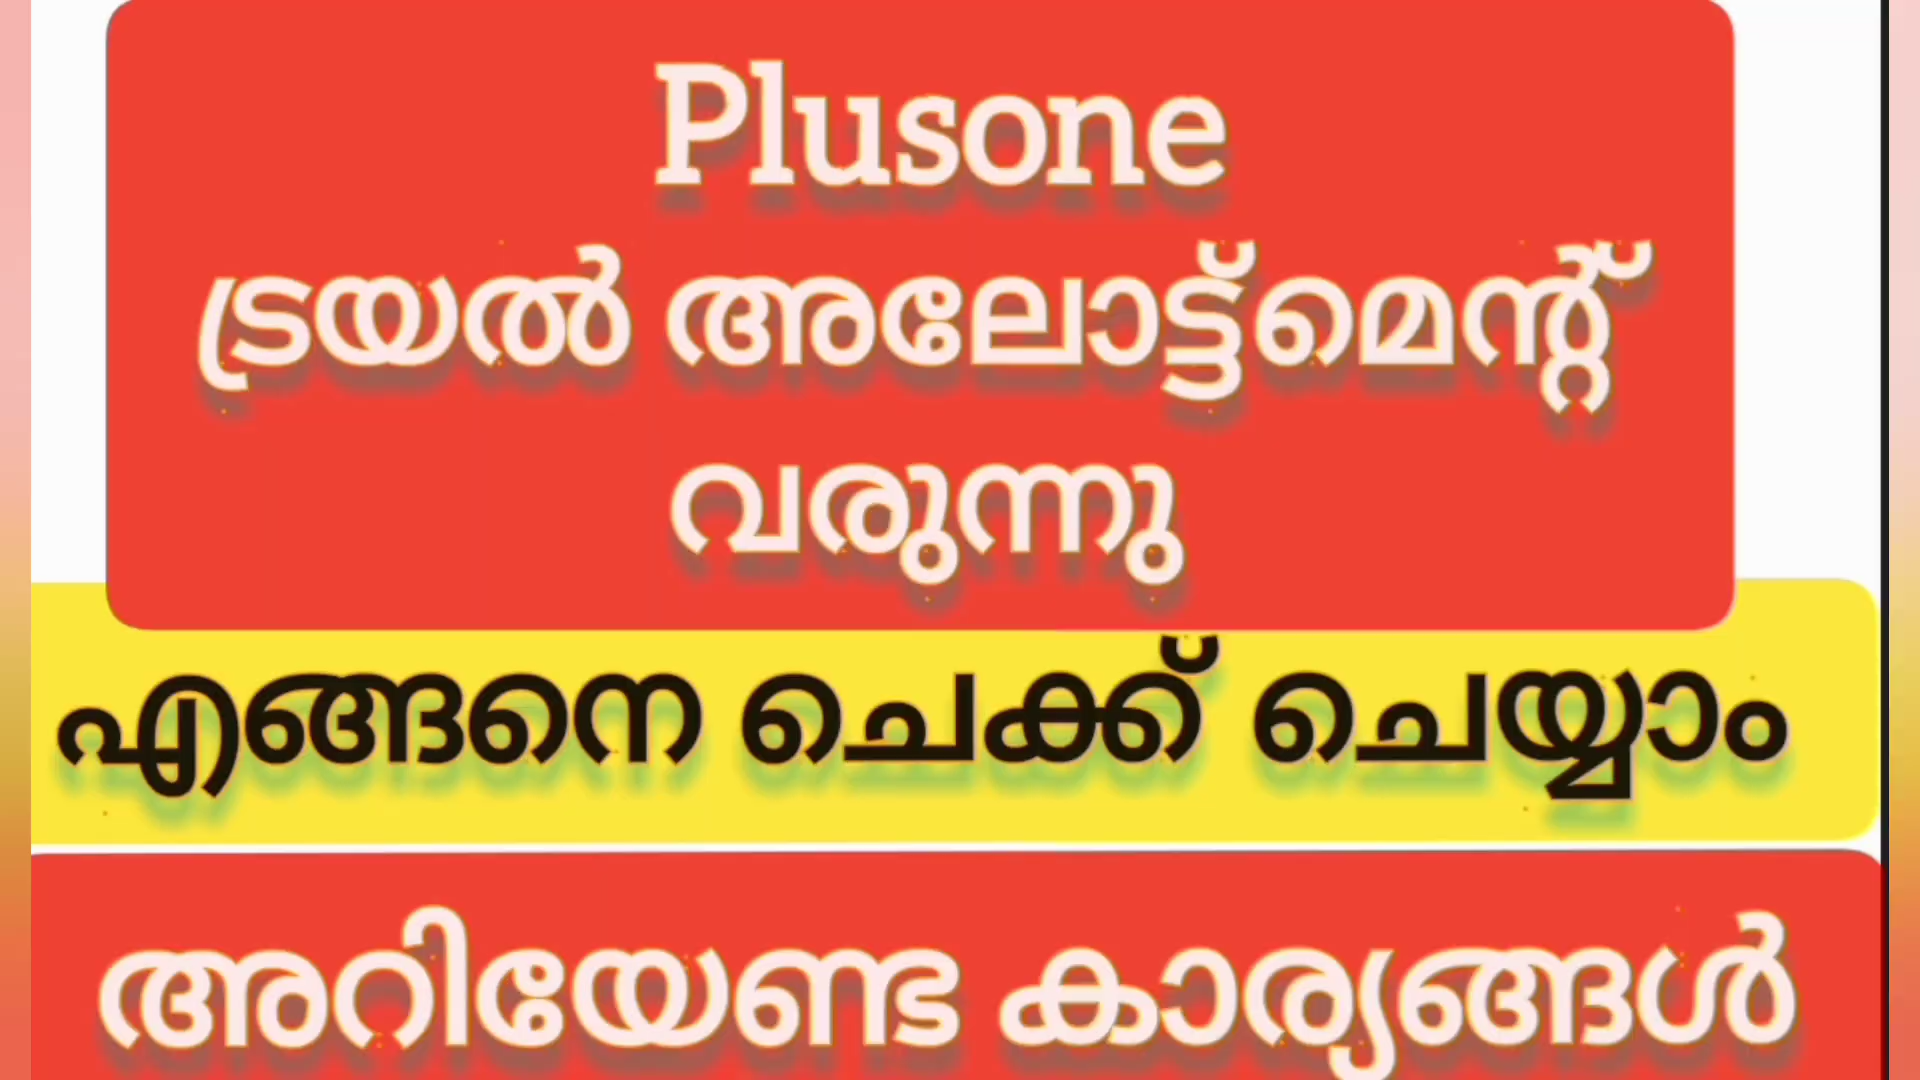 Plusone
ട്രയൽ അലോട്ട്മെന്റ്
വരുന്നു
എങ്ങനെ ചെക്ക് ചെയ്യാം
അറിയേണ്ട കാര്യങ്ങൾ